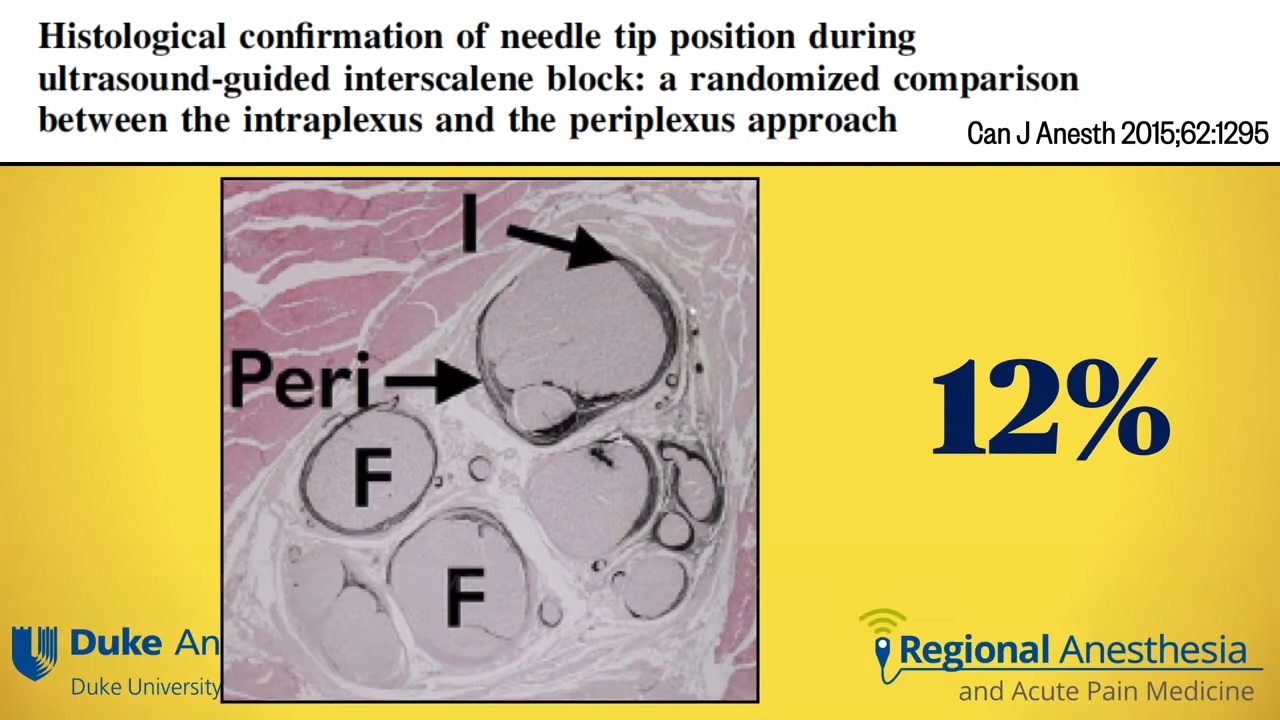 Histological confirmation of needle tip position during
ultrasound-guided interscalene block: a randomized comparison
between the intraplexus and the periplexus approach
Can J Anesth 2015;62:1295
I
Peri
F
F
12%
Duke An
Duke University
Regional Anesthesia
and Acute Pain Medicine